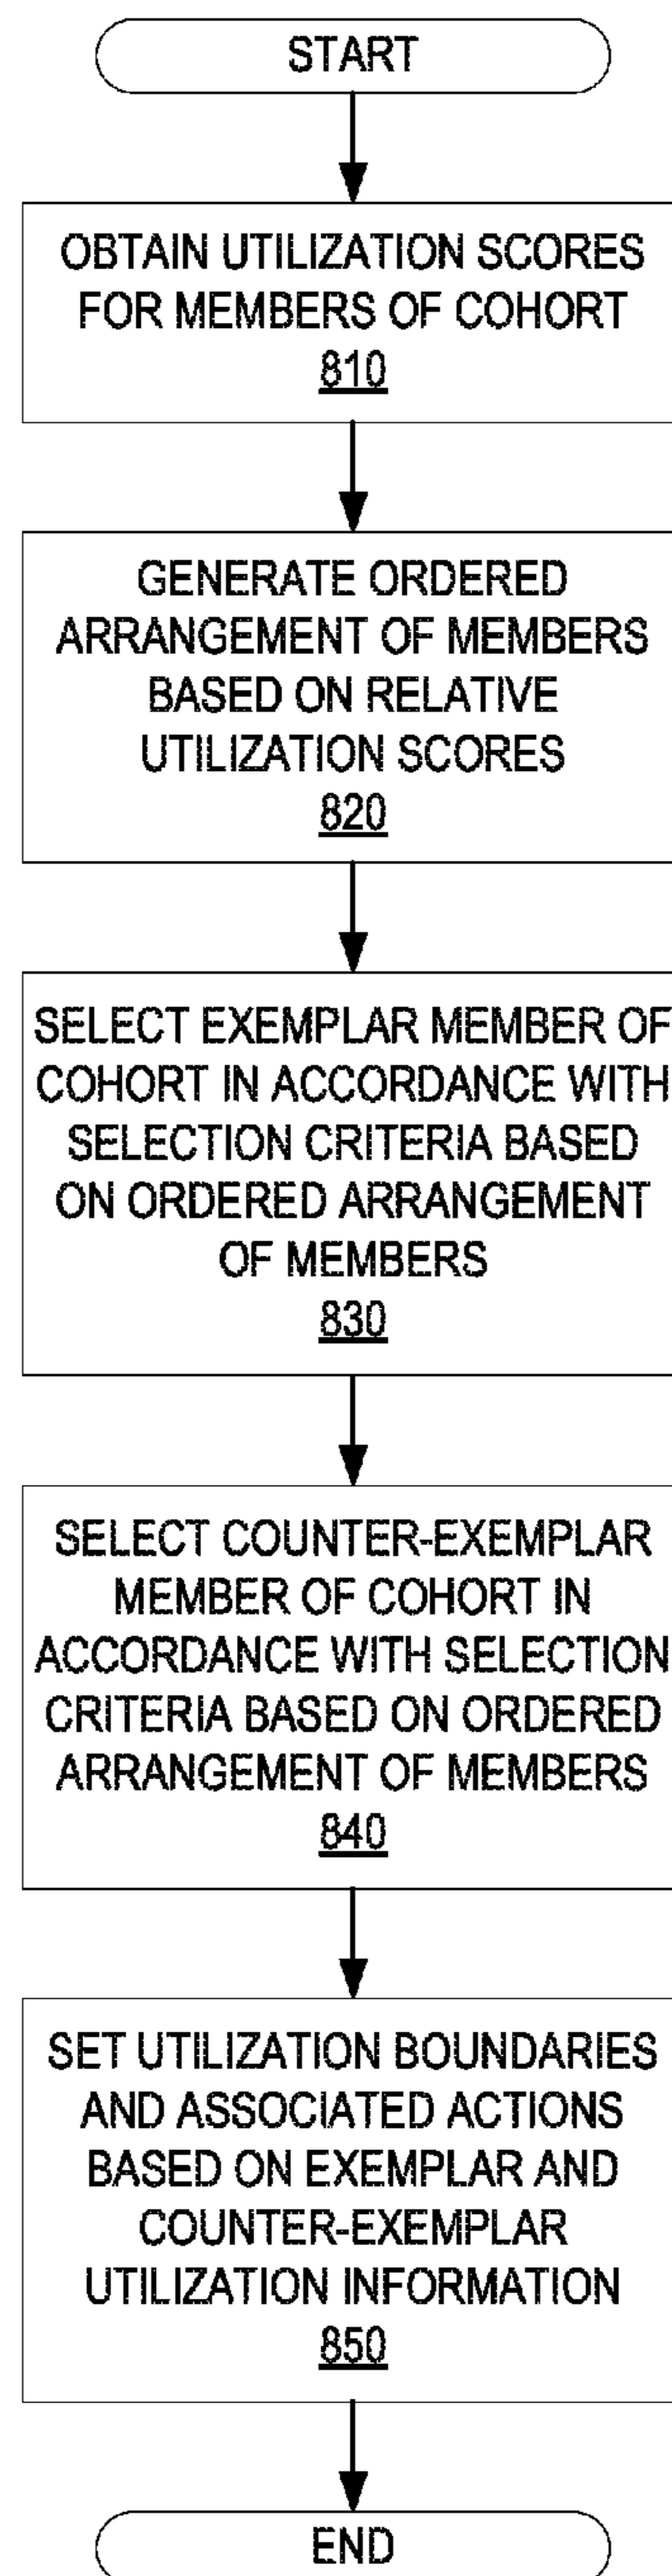 START
OBTAIN UTILIZATION SCORES
FOR MEMBERS OF COHORT
810
GENERATE ORDERED
ARRANGEMENT OF MEMBERS
BASED ON RELATIVE
UTILIZATION SCORES
820
SELECT EXEMPLAR MEMBER OF
COHORT IN ACCORDANCE WITH
SELECTION CRITERIA BASED
ON ORDERED ARRANGEMENT
OF MEMBERS
830
SELECT COUNTER-EXEMPLAR
MEMBER OF COHORT IN
ACCORDANCE WITH SELECTION
CRITERIA BASED ON ORDERED
ARRANGEMENT OF MEMBERS
840
SET UTILIZATION BOUNDARIES
AND ASSOCIATED ACTIONS
BASED ON EXEMPLAR AND
COUNTER-EXEMPLAR
UTILIZATION INFORMATION
850
END